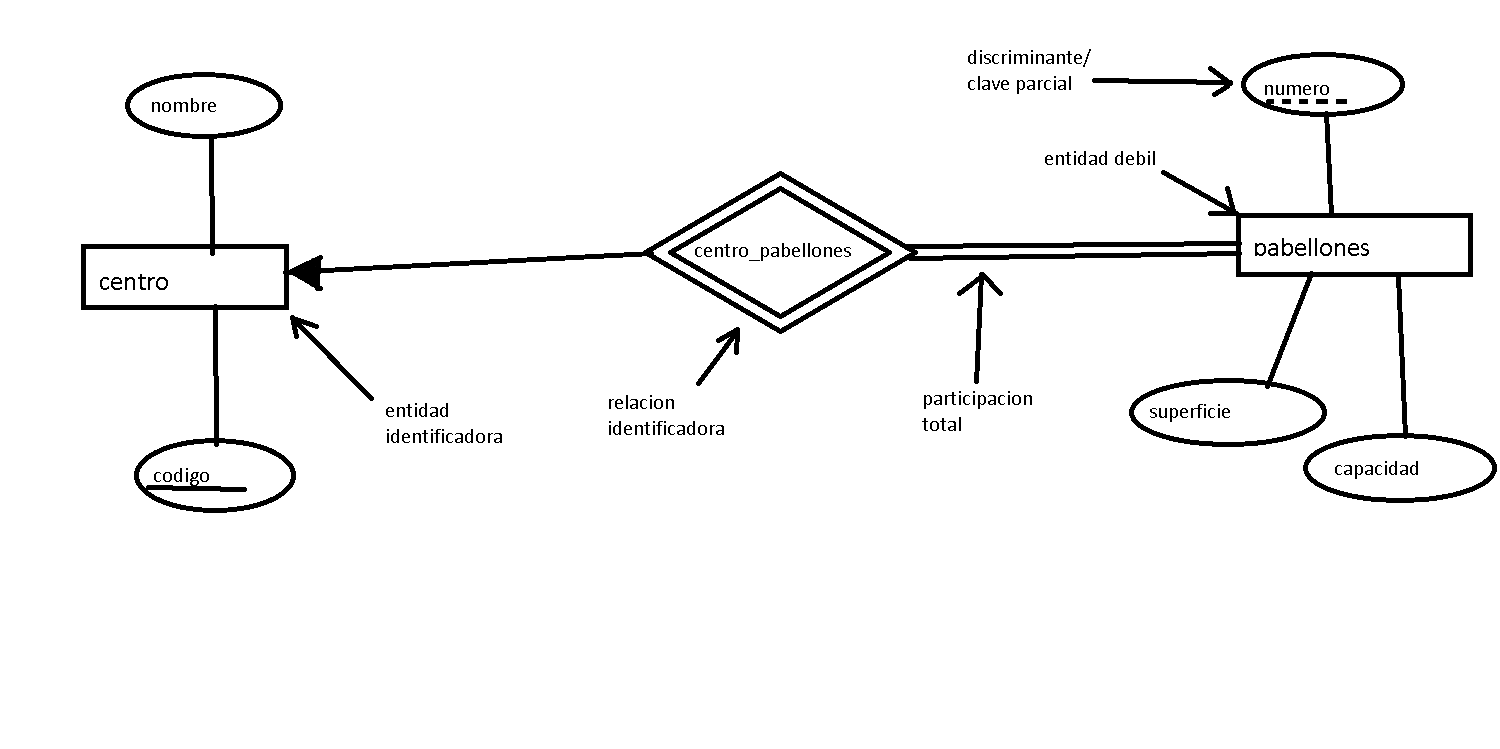 discriminante/
clave parcial
numero
nombre
entidad debil
centro_pabellones
pabellones
centro
entidad
identificadora
relacion
identificadora
participacion
total
superficie
codigo
capacidad